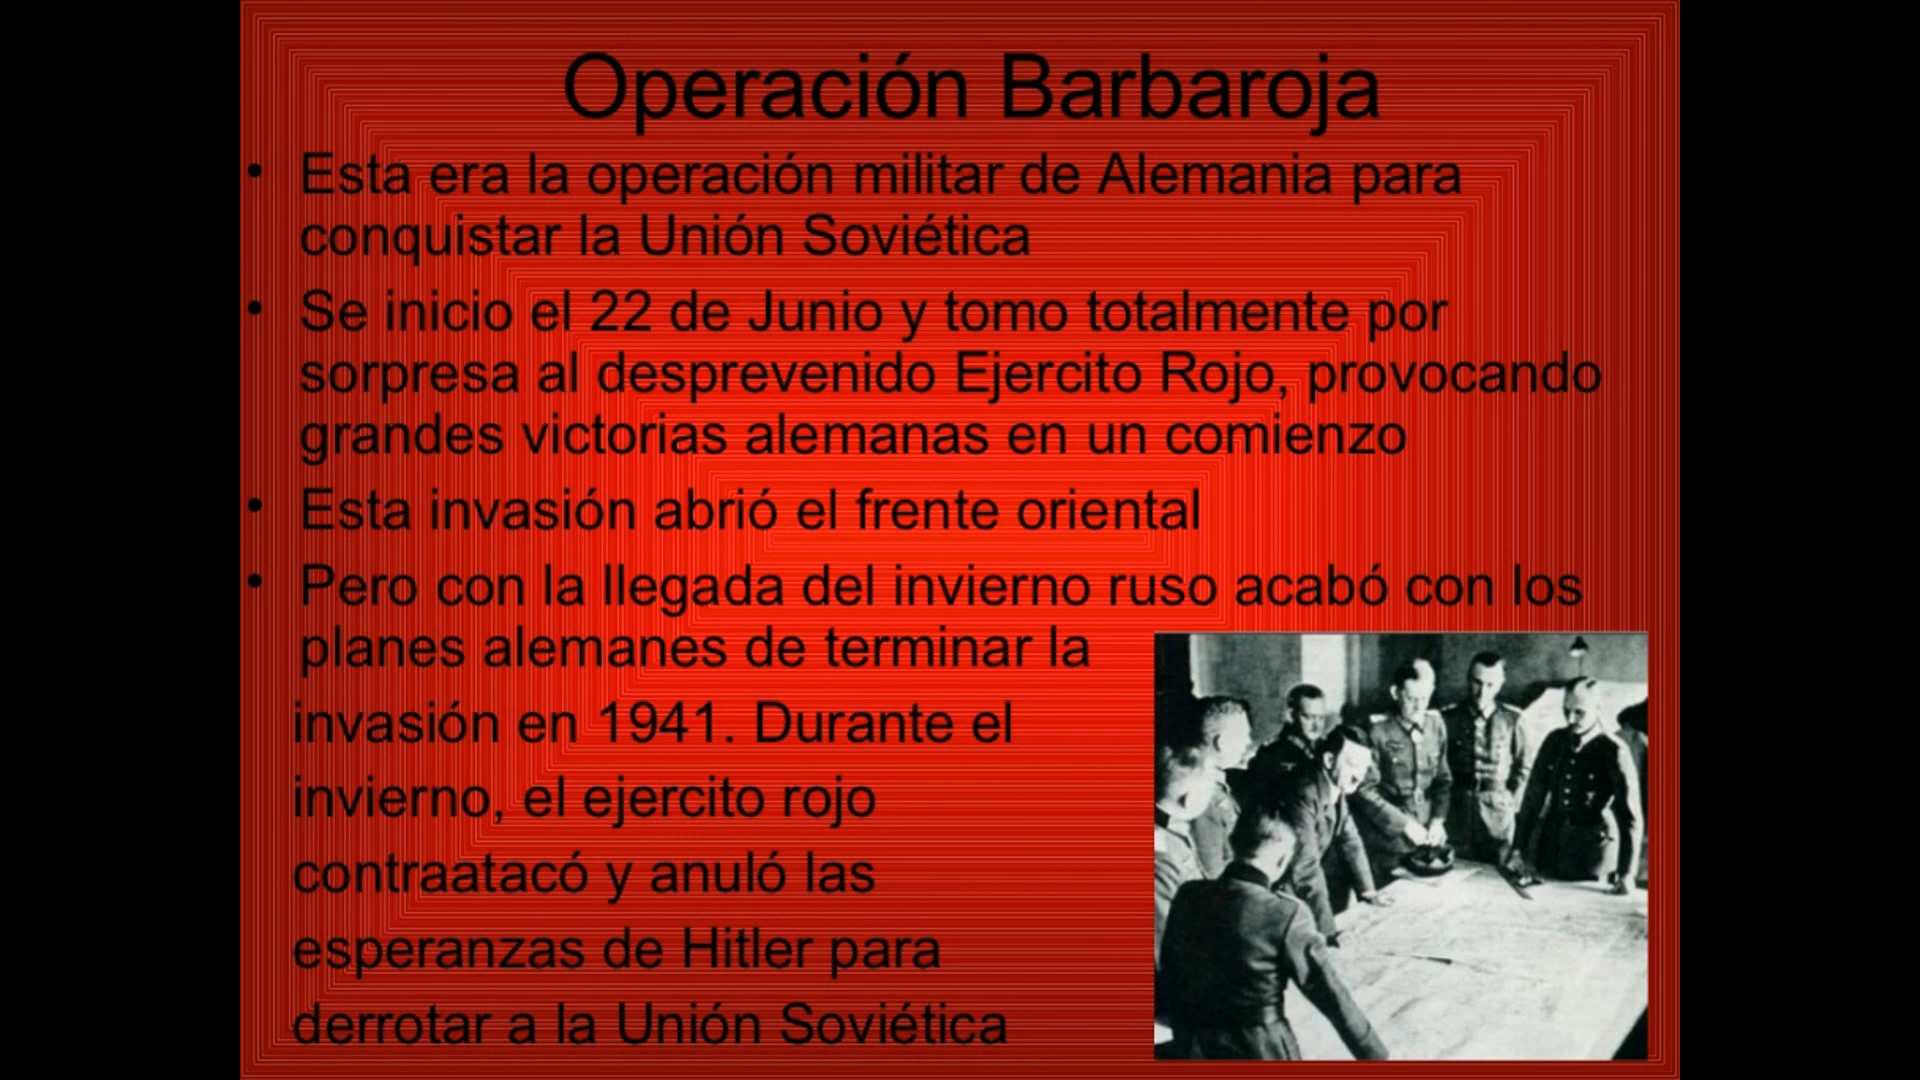 Operación Barbaroja
• Esta era la operación militar de Alemania para
conquistar la Unión Soviética
• Se inicio el 22 de Junio y tomo totalmente por
sorpresa al desprevenido Ejercito Rojo, provocando
grandes victorias alemanas en un comienzo
• Esta invasión abrió el frente oriental
• Pero con la llegada del invierno ruso acabó con los
planes alemanes de terminar la
invasión en 1941. Durante el
invierno, el ejercito rojo
contraatacó y anuló las
esperanzas de Hitler para
derrotar a la Unión Soviética